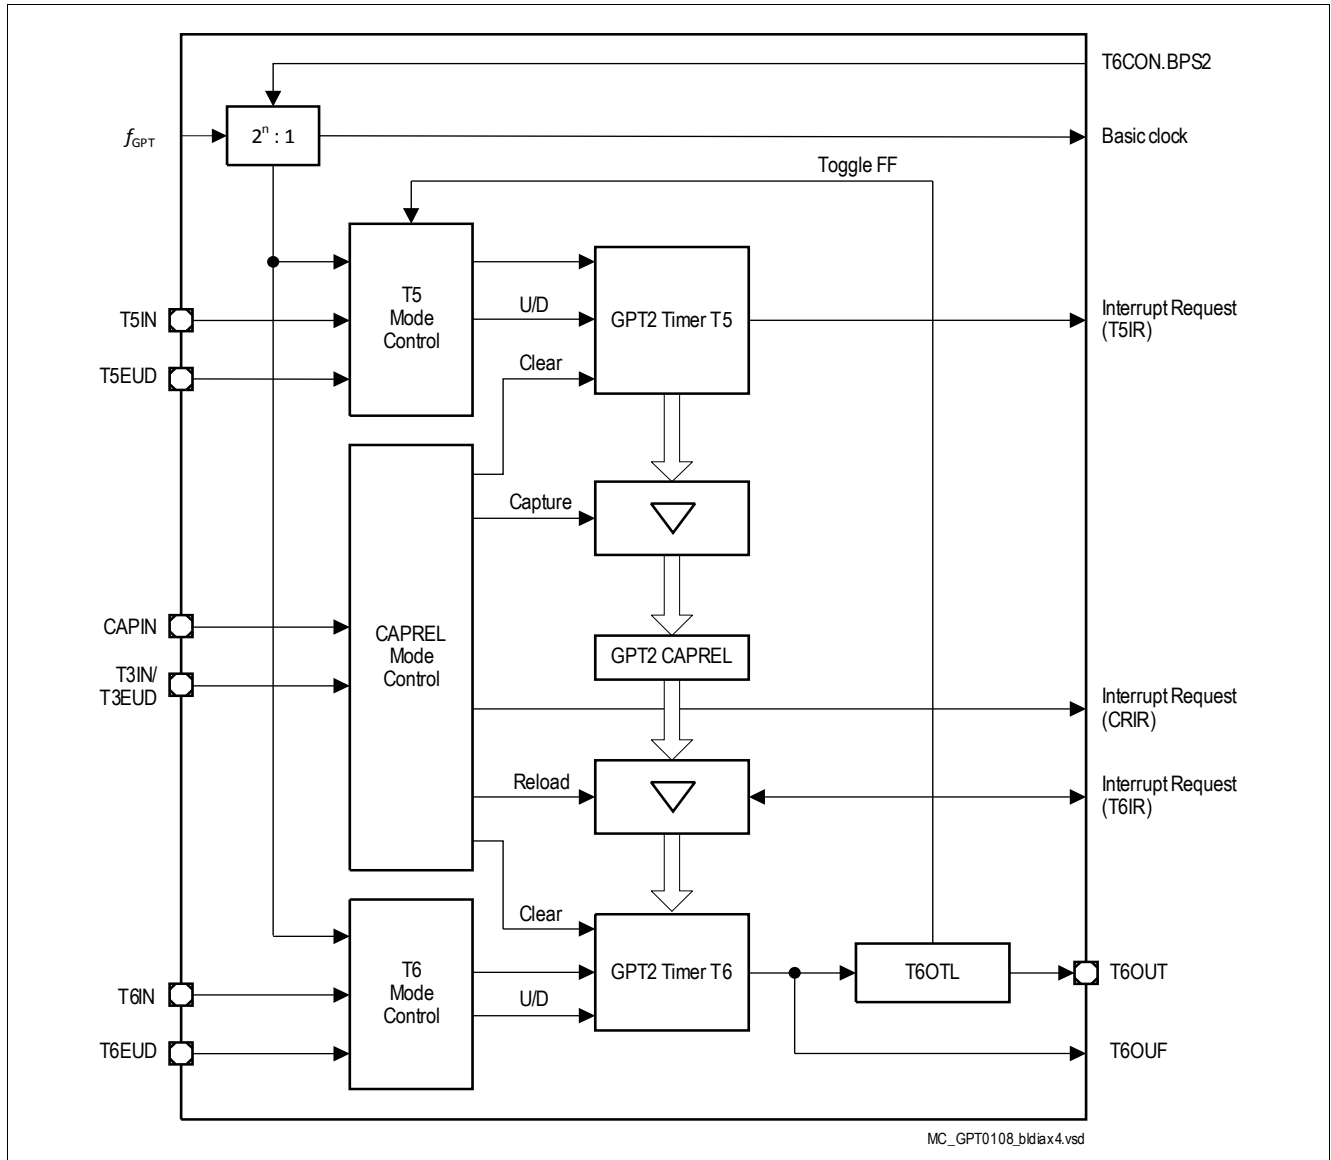 T6CON.BPS2
fGPT
2ⁿ : 1
Basic clock
Toggle FF
T5
Mode
Control
U/D
GPT2 Timer T5
Interrupt Request
(T5IR)
T5IN
T5EUD
Clear
Capture
CAPIN
T3IN/
T3EUD
CAPREL
Mode
Control
GPT2 CAPREL
Interrupt Request
(CRIR)
Reload
Interrupt Request
(T6IR)
Clear
T6
Mode
Control
GPT2 Timer T6
T6OTL
T6OUT
T6IN
U/D
T6EUD
T6OUF
MC_GPT0108_bldiax4.vsd